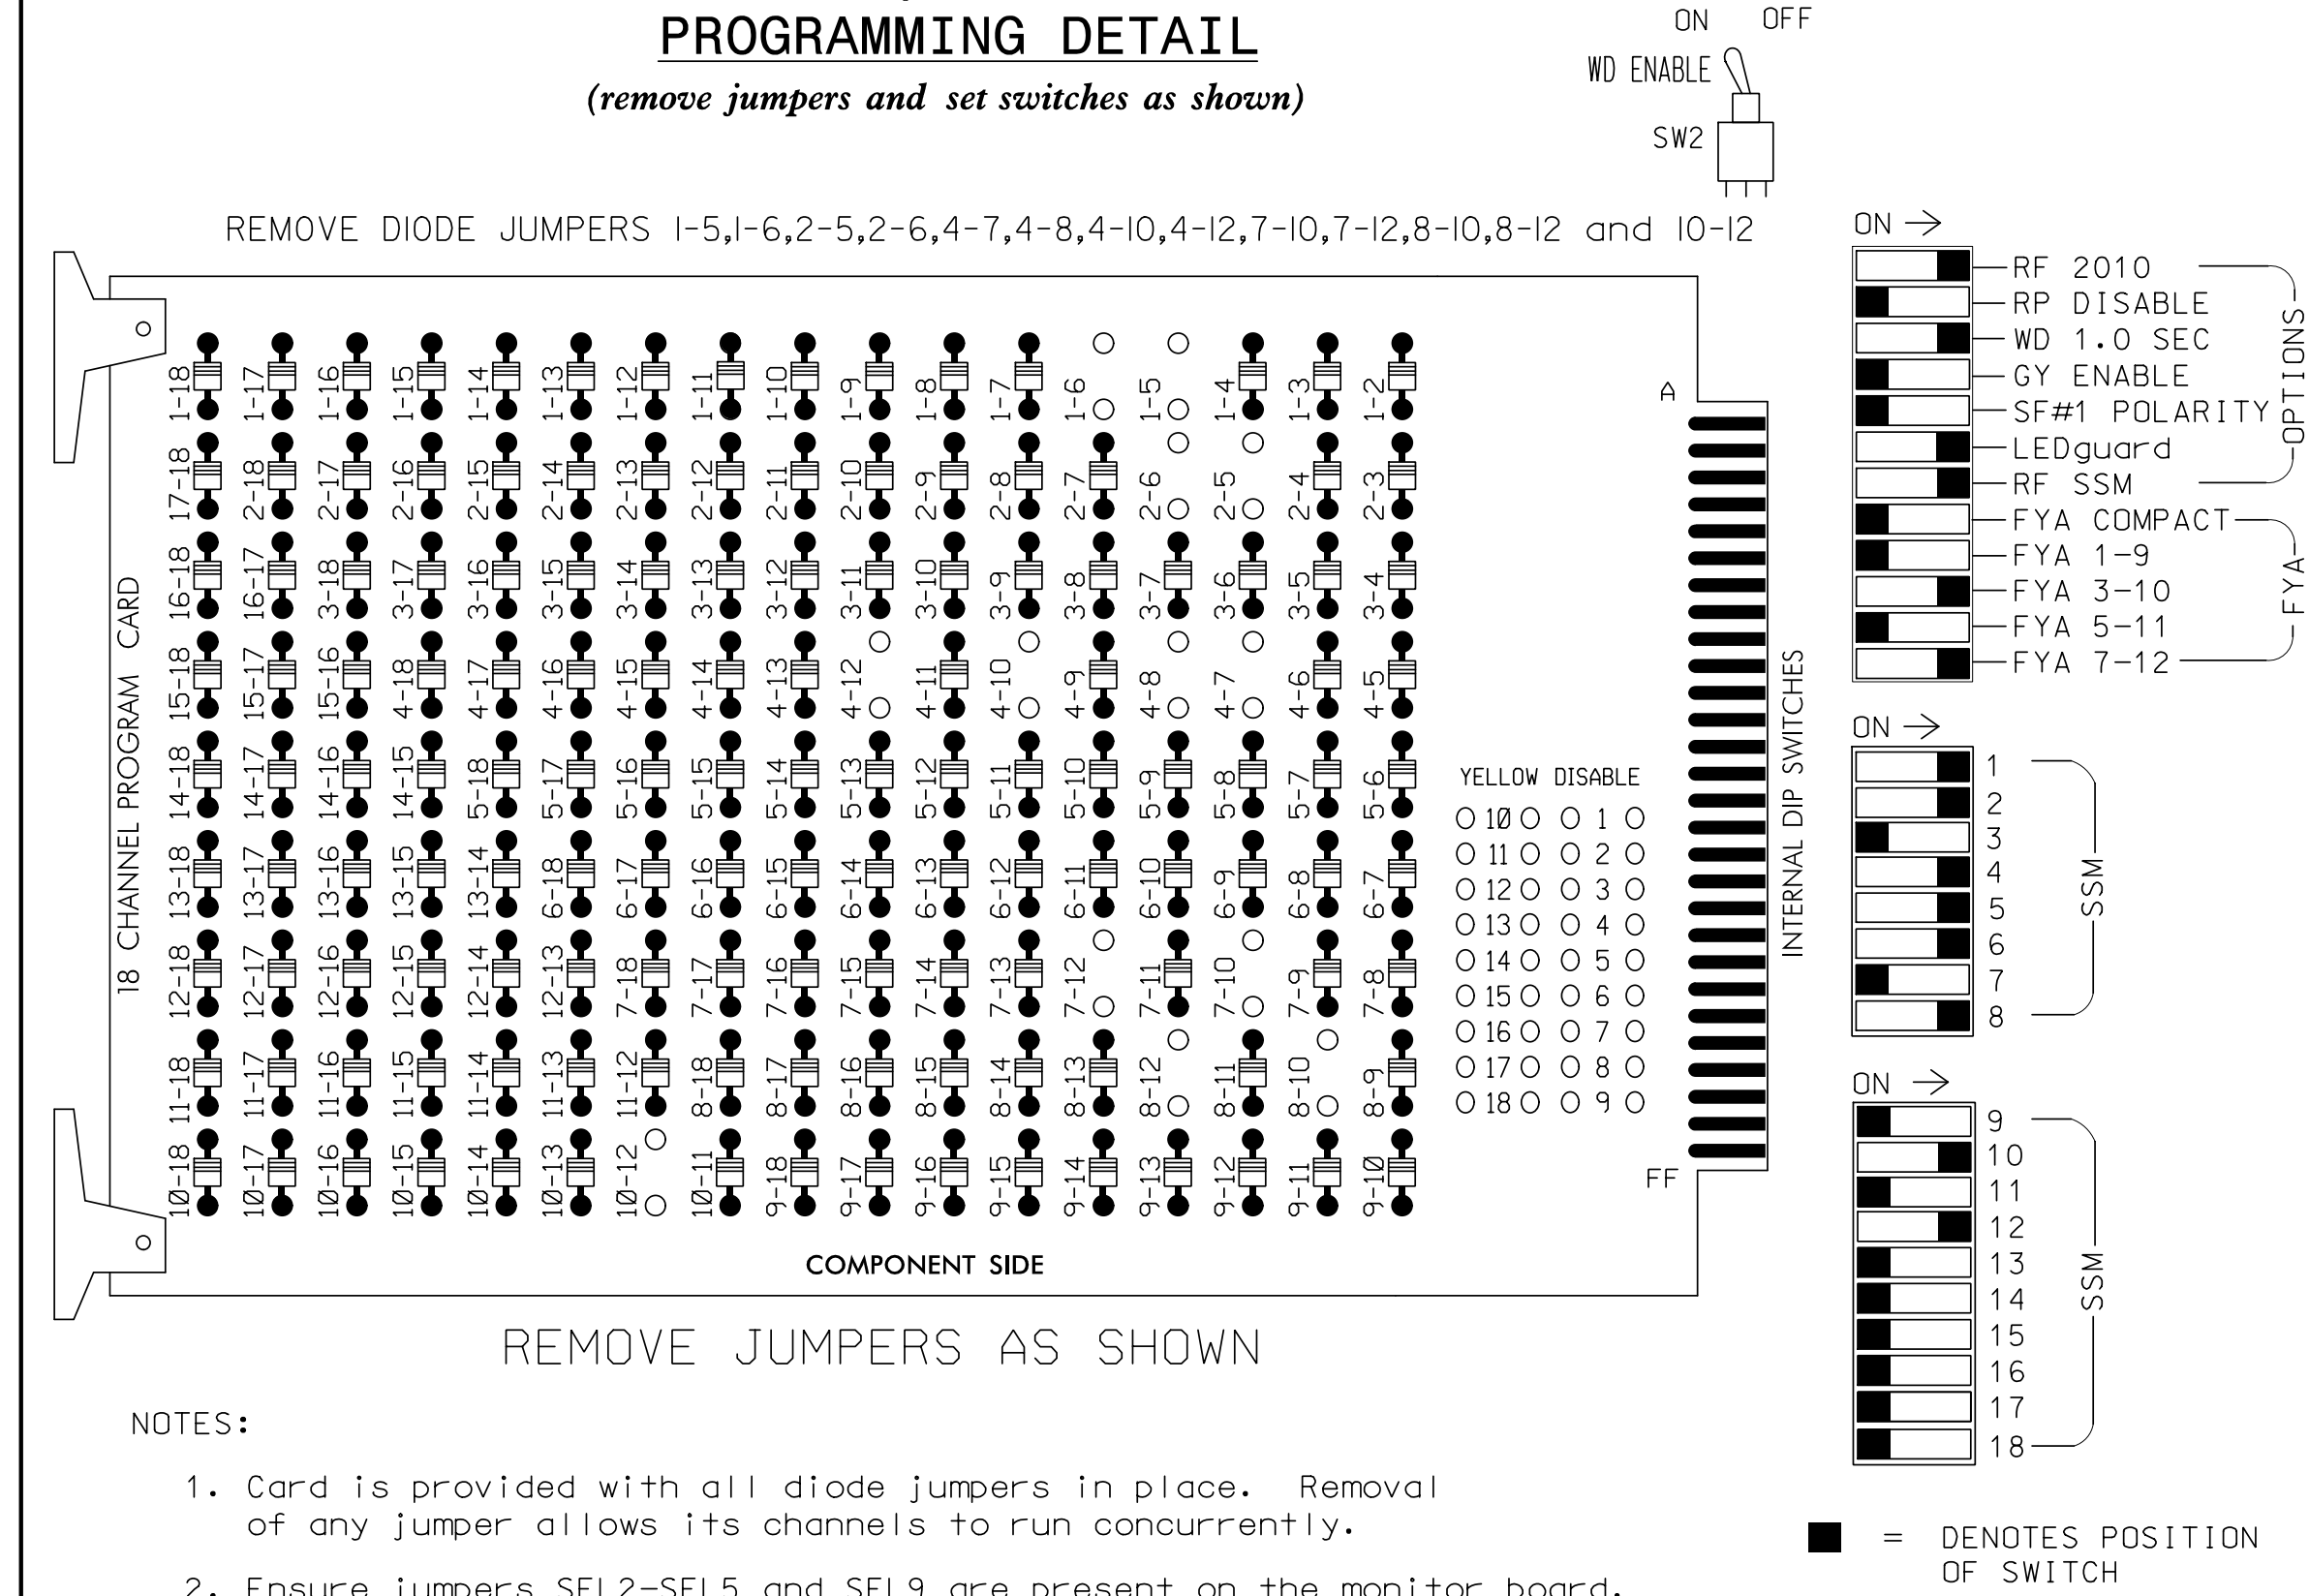 PROGRAMMING DETAIL
(remove jumpers and set switches as shown)
ON OFF
WD ENABLE
SW2
REMOVE DIODE JUMPERS 1-5,1-6,2-5,2-6,4-7,4-8,4-10,4-12,7-10,7-12,8-10,8-12 and 10-12
18 CHANNEL PROGRAM CARD
1-18 1-17 1-16 1-15 1-14 1-13 1-12 1-11 1-10 1-9 1-8 1-7 1-6 1-5 1-4 1-3 1-2
17-18 2-18 2-17 2-16 2-15 2-14 2-13 2-12 2-11 2-10 2-9 2-8 2-7 2-6 2-5 2-4 2-3
16-18 16-17 3-18 3-17 3-16 3-15 3-14 3-13 3-12 3-11 3-10 3-9 3-8 3-7 3-6 3-5 3-4
15-18 15-17 15-16 4-18 4-17 4-16 4-15 4-14 4-13 4-12 4-11 4-10 4-9 4-8 4-7 4-6 4-5
14-18 14-17 14-16 14-15 5-18 5-17 5-16 5-15 5-14 5-13 5-12 5-11 5-10 5-9 5-8 5-7 5-6
13-18 13-17 13-16 13-15 13-14 6-18 6-17 6-16 6-15 6-14 6-13 6-12 6-11 6-10 6-9 6-8 6-7
12-18 12-17 12-16 12-15 12-14 12-13 7-18 7-17 7-16 7-15 7-14 7-13 7-12 7-11 7-10 7-9 7-8
11-18 11-17 11-16 11-15 11-14 11-13 11-12 8-18 8-17 8-16 8-15 8-14 8-13 8-12 8-11 8-10 8-9
10-18 10-17 10-16 10-15 10-14 10-13 10-12 10-11 9-18 9-17 9-16 9-15 9-14 9-13 9-12 9-11 9-10
A
FF
YELLOW DISABLE
10 1
11 2
12 3
13 4
14 5
15 6
16 7
17 8
18 9
COMPONENT SIDE
INTERNAL DIP SWITCHES
ON
RF 2010
RP DISABLE
WD 1.0 SEC
GY ENABLE
SF#1 POLARITY
LEDguard
RF SSM
OPTIONS
FYA COMPACT
FYA 1-9
FYA 3-10
FYA 5-11
FYA 7-12
FYA
ON
1
2
3
4
5
6
7
8
SSM
ON
9
10
11
12
13
14
15
16
17
18
SSM
REMOVE JUMPERS AS SHOWN
NOTES:
1. Card is provided with all diode jumpers in place. Removal
of any jumper allows its channels to run concurrently.
2. Ensure jumpers SEL2-SEL5 and SEL9 are present on the monitor board.
= DENOTES POSITION
OF SWITCH